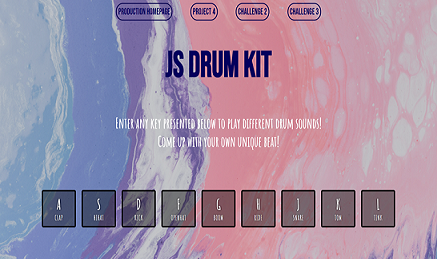 PRODUCTION HOMEPAGE PROJECT 4 CHALLENGE 2 CHALLENGE 3
JS DRUM KIT
Enter any key presented below to play different drum sounds!
Come up with your own unique beat!
A S D F G H J K L
CLAP HIHAT KICK OPENHAT BOOM RIDE SNARE TOM TINK